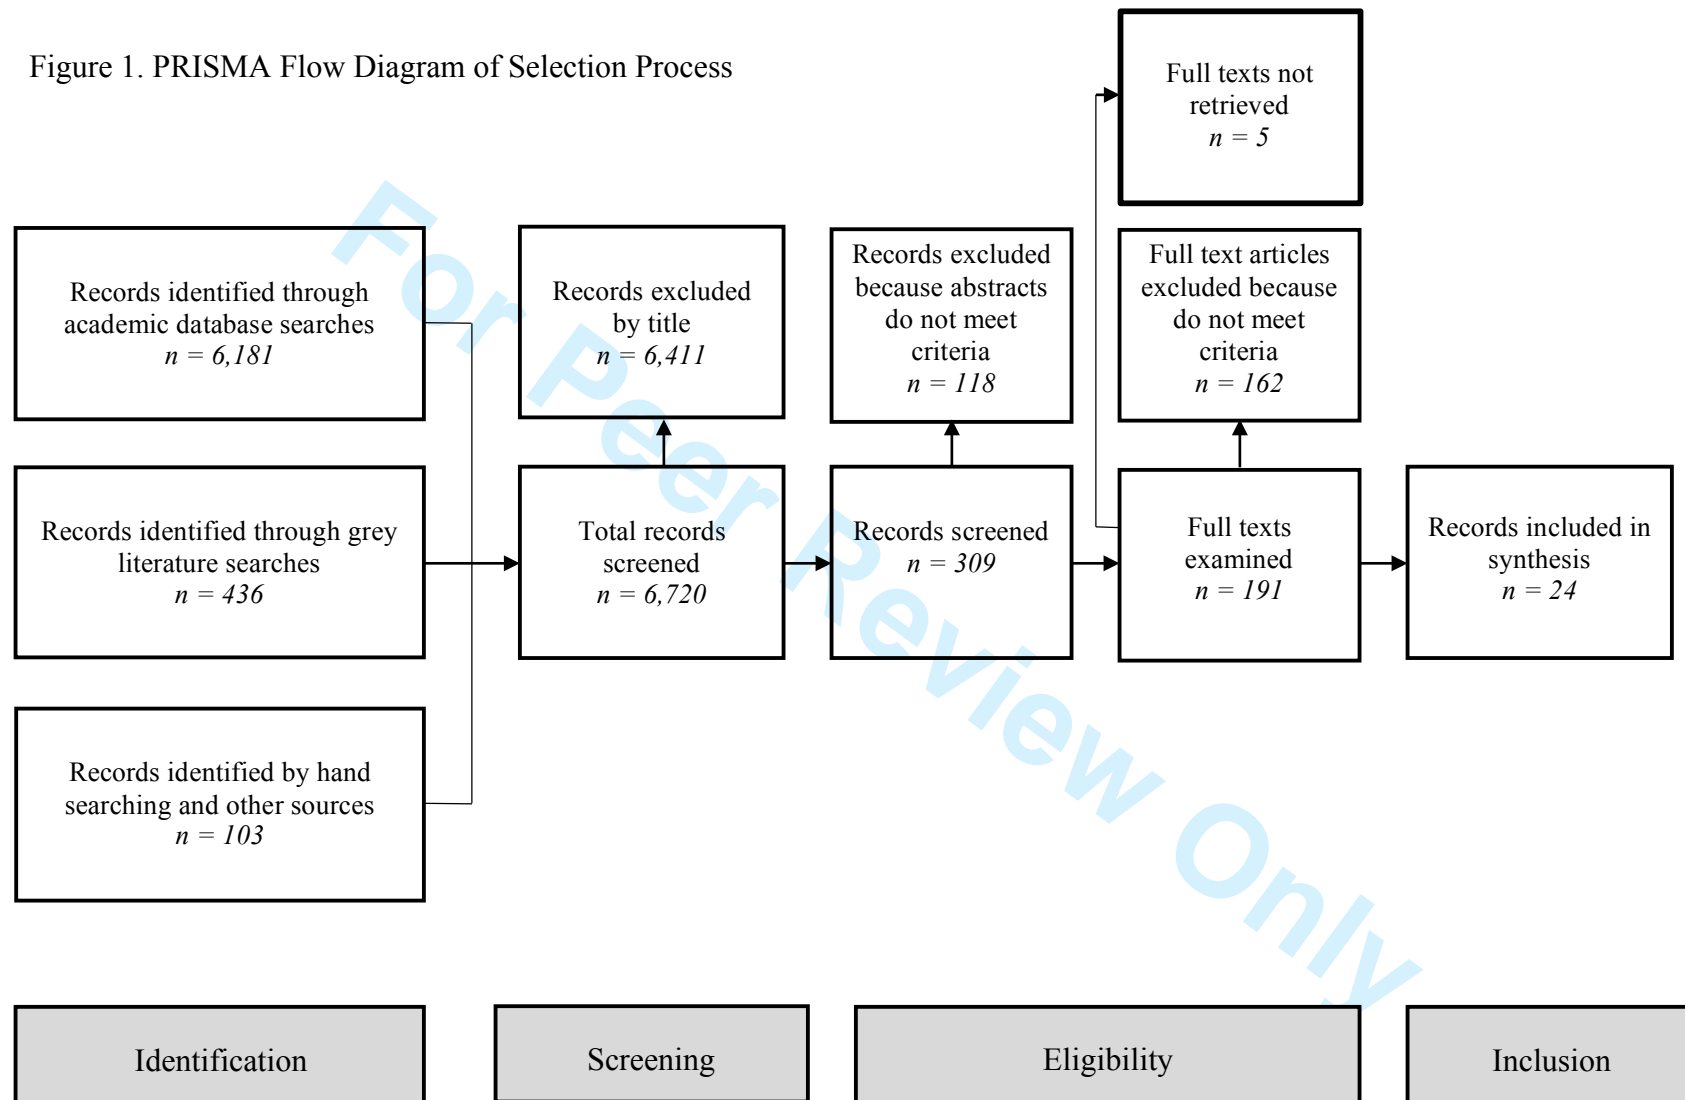 Figure 1. PRISMA Flow Diagram of Selection Process
Full texts not
retrieved
n = 5
Records identified through
academic database searches
n = 6,181
Records excluded
by title
n = 6,411
Records excluded
because abstracts
do not meet
criteria
n = 118
Full text articles
excluded because
do not meet
criteria
n = 162
Records identified through grey
literature searches
n = 436
Total records
screened
n = 6,720
Records screened
n = 309
Full texts
examined
n = 191
Records included in
synthesis
n = 24
Records identified by hand
searching and other sources
n = 103
For Peer Review Only
Identification
Screening
Eligibility
Inclusion